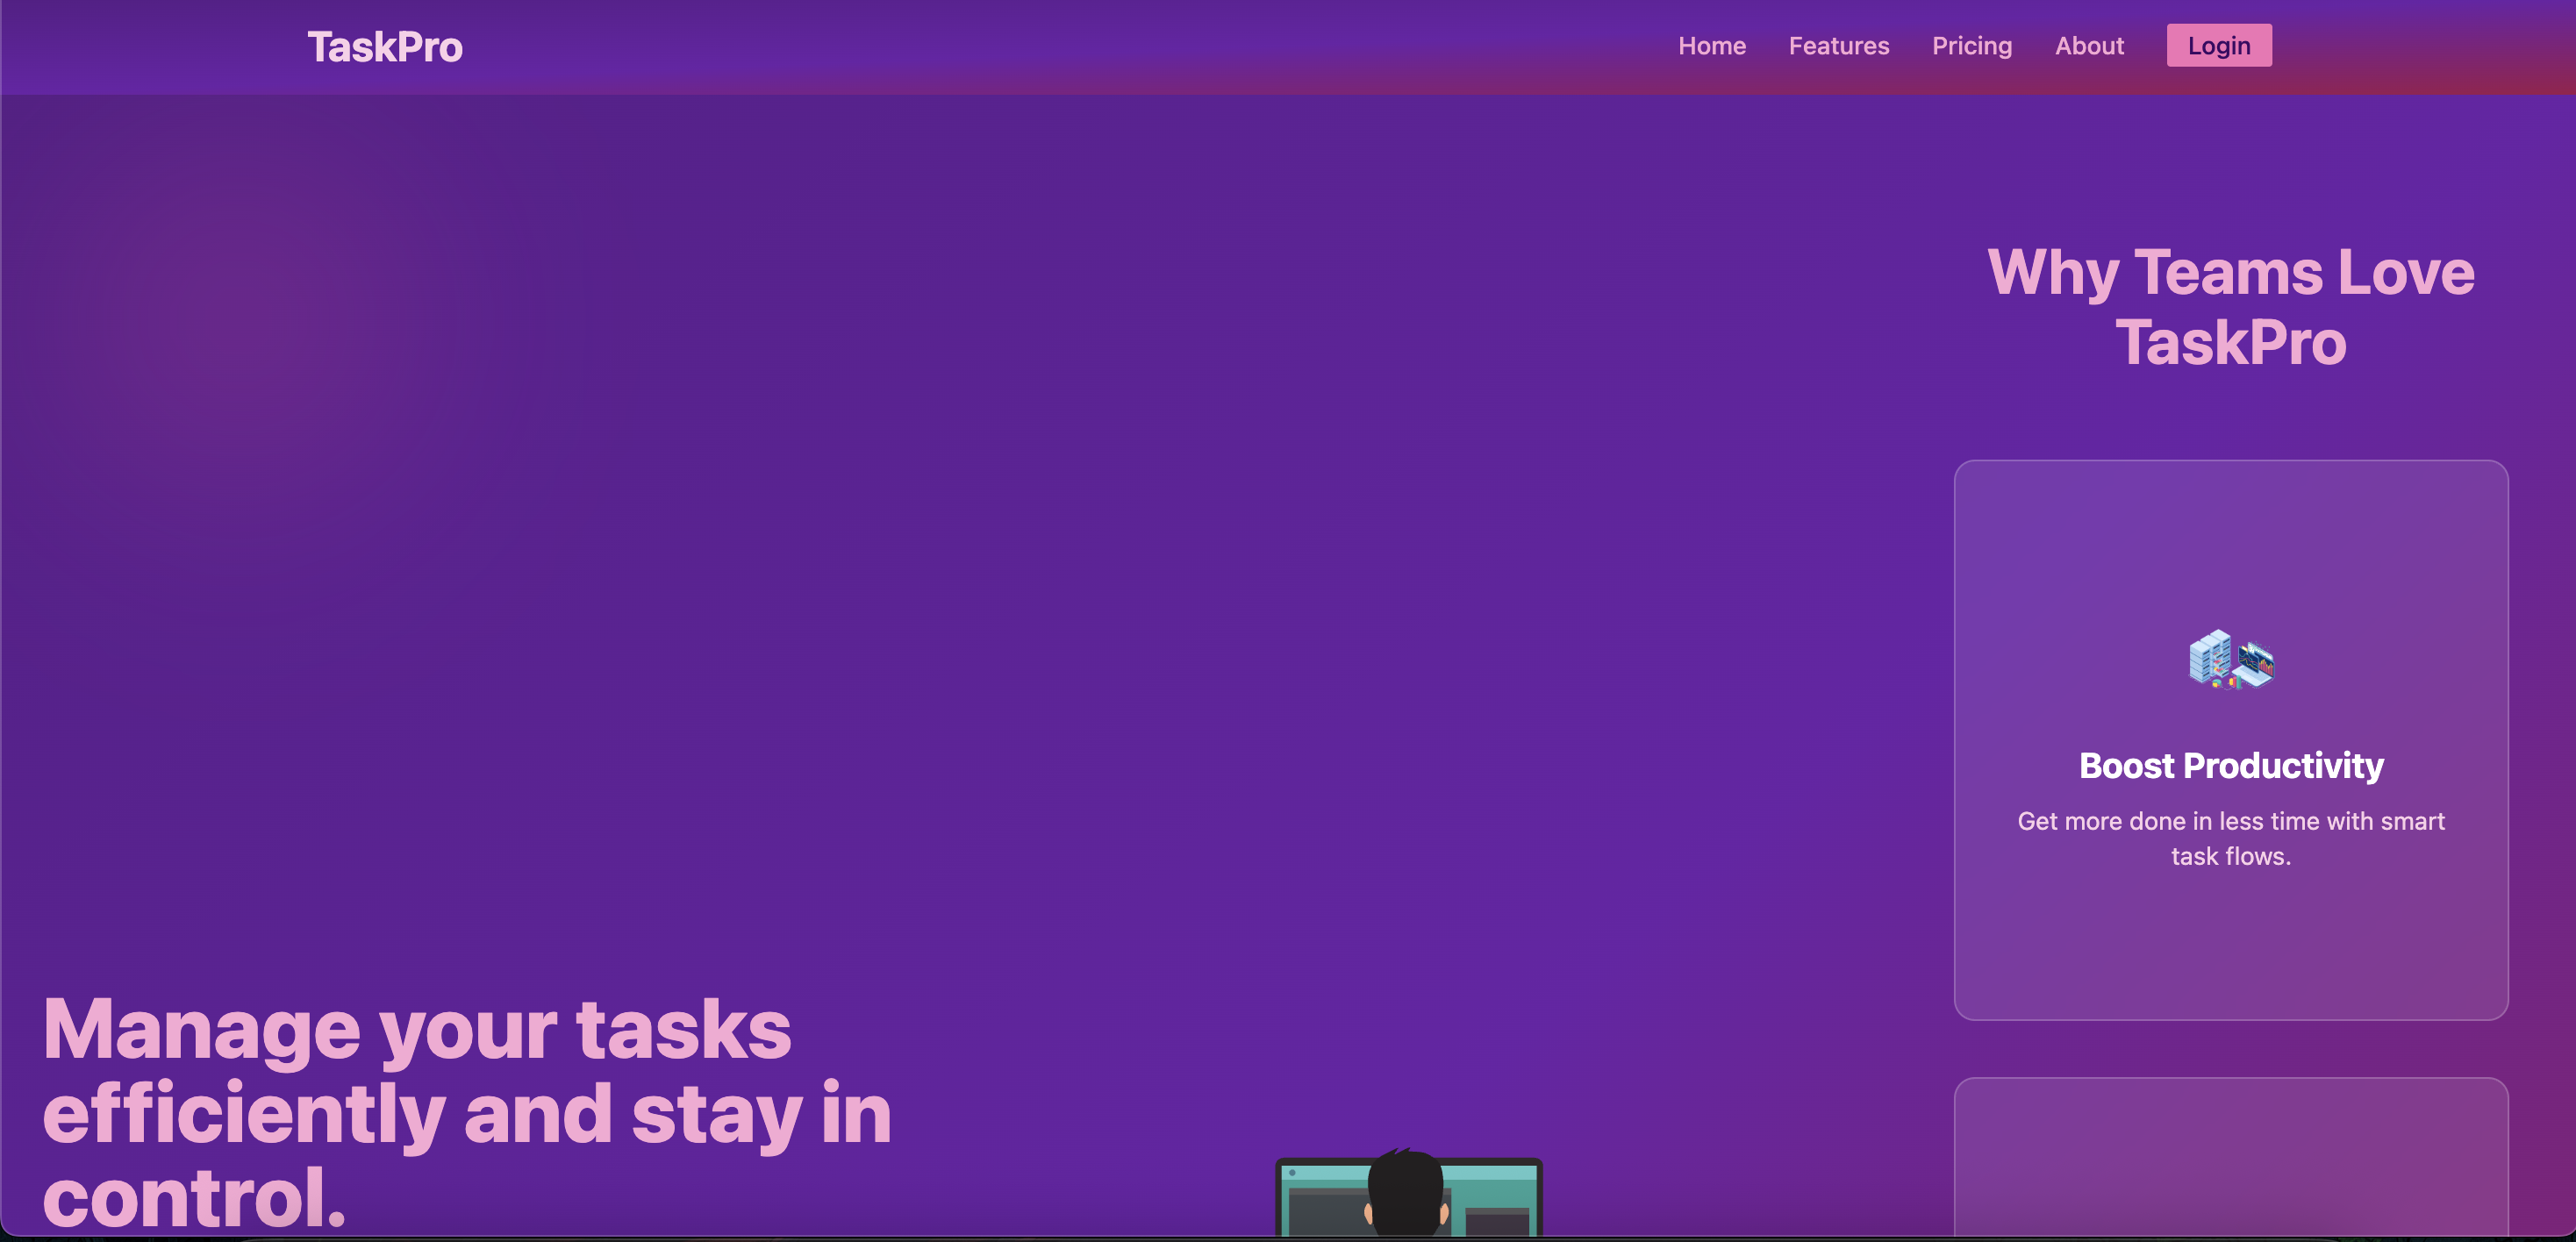 TaskPro
Home
Features
Pricing
About
Login
Why Teams Love
TaskPro
Boost Productivity
Get more done in less time with smart
task flows.
Manage your tasks
efficiently and stay in
control.